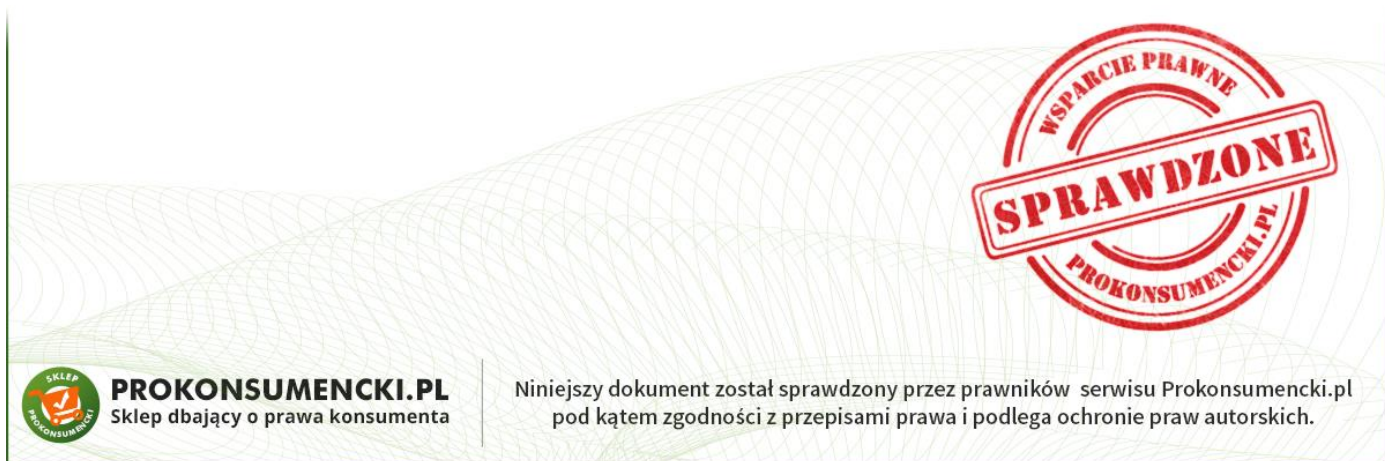 WSPARCIE PRAWNE
SPRAWDZONE
PROKONSUMENCKI.PL
SKLEP
PROKONSUMENCKI
PROKONSUMENCKI.PL
Sklep dbający o prawa konsumenta
Niniejszy dokument został sprawdzony przez prawników serwisu Prokonsumencki.pl
pod kątem zgodności z przepisami prawa i podlega ochronie praw autorskich.